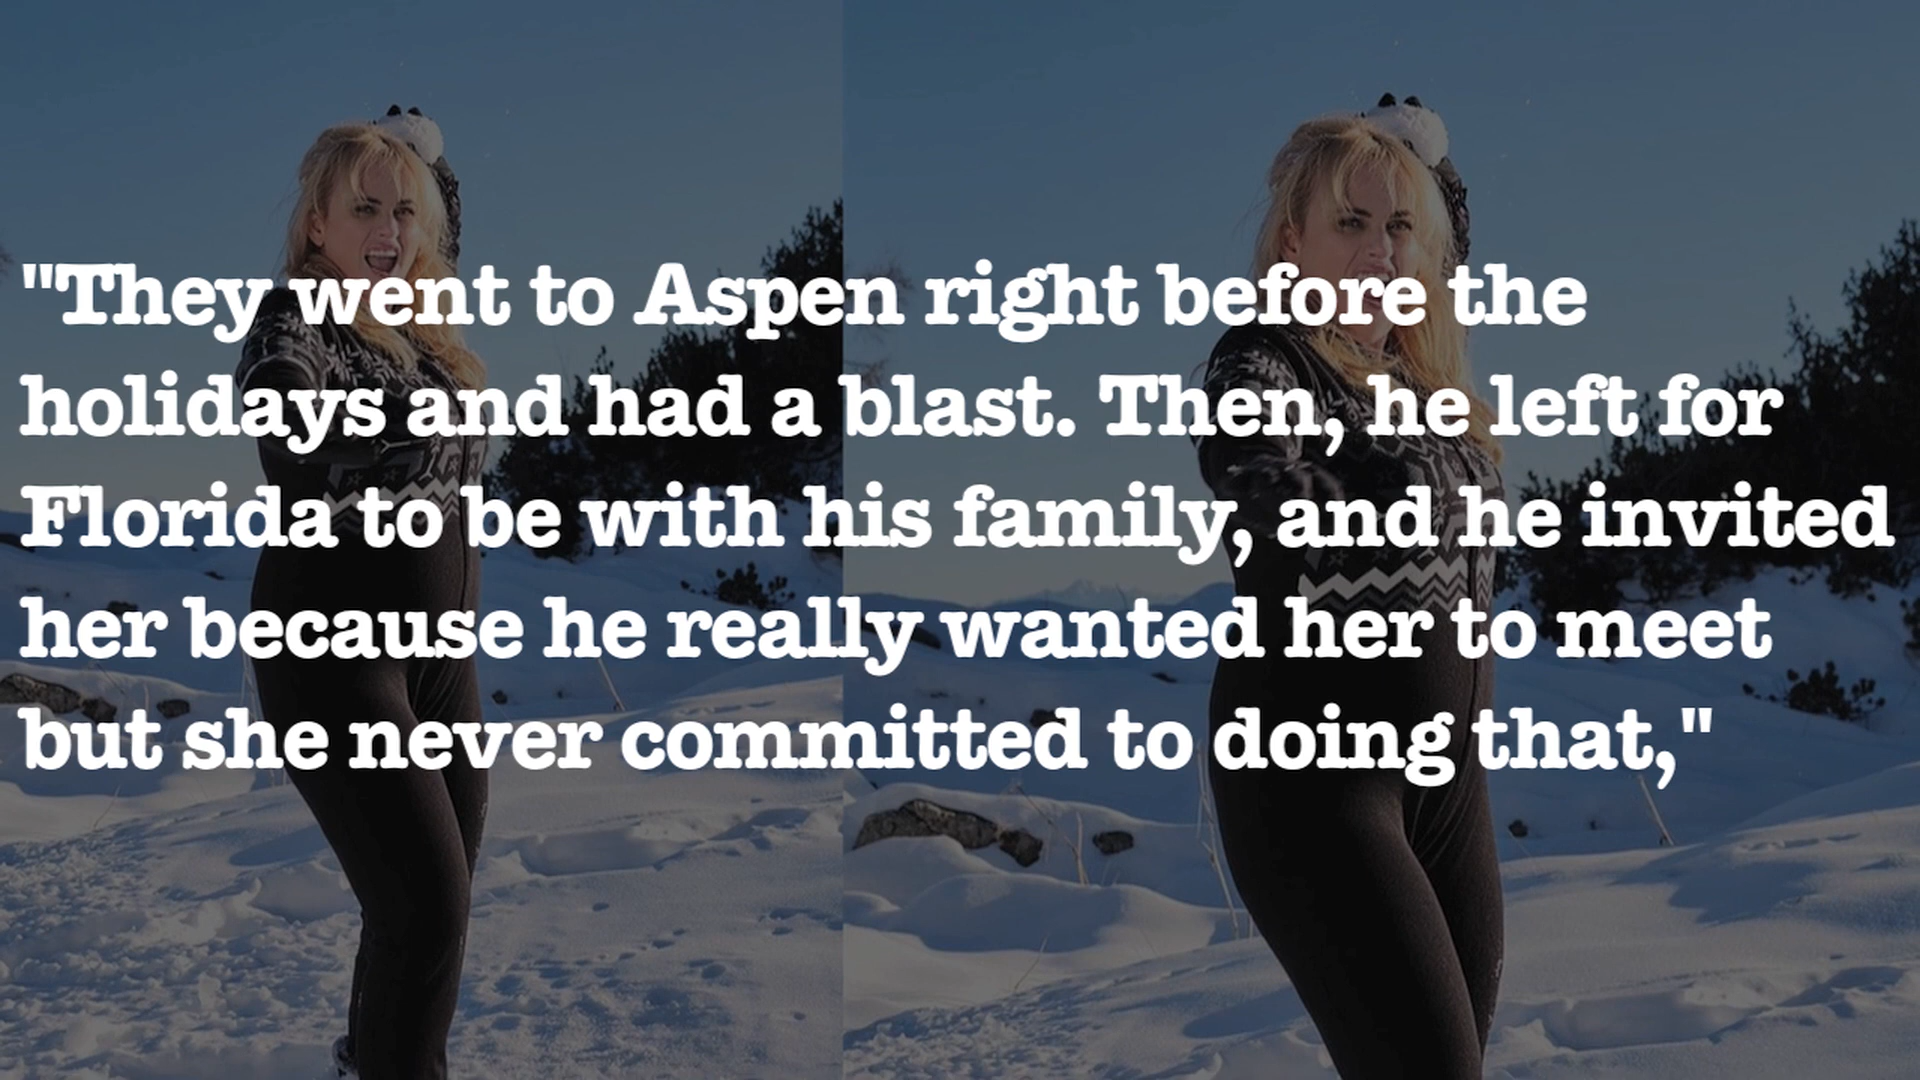 "They went to Aspen right before the
holidays and had a blast. Then, he left for
Florida to be with his family, and he invited
her because he really wanted her to meet
but she never committed to doing that,"